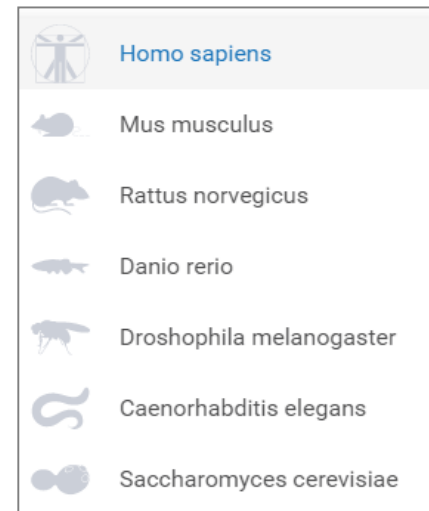 Homo sapiens
Mus musculus
Rattus norvegicus
Danio rerio
Droshophila melanogaster
Caenorhabditis elegans
Saccharomyces cerevisiae